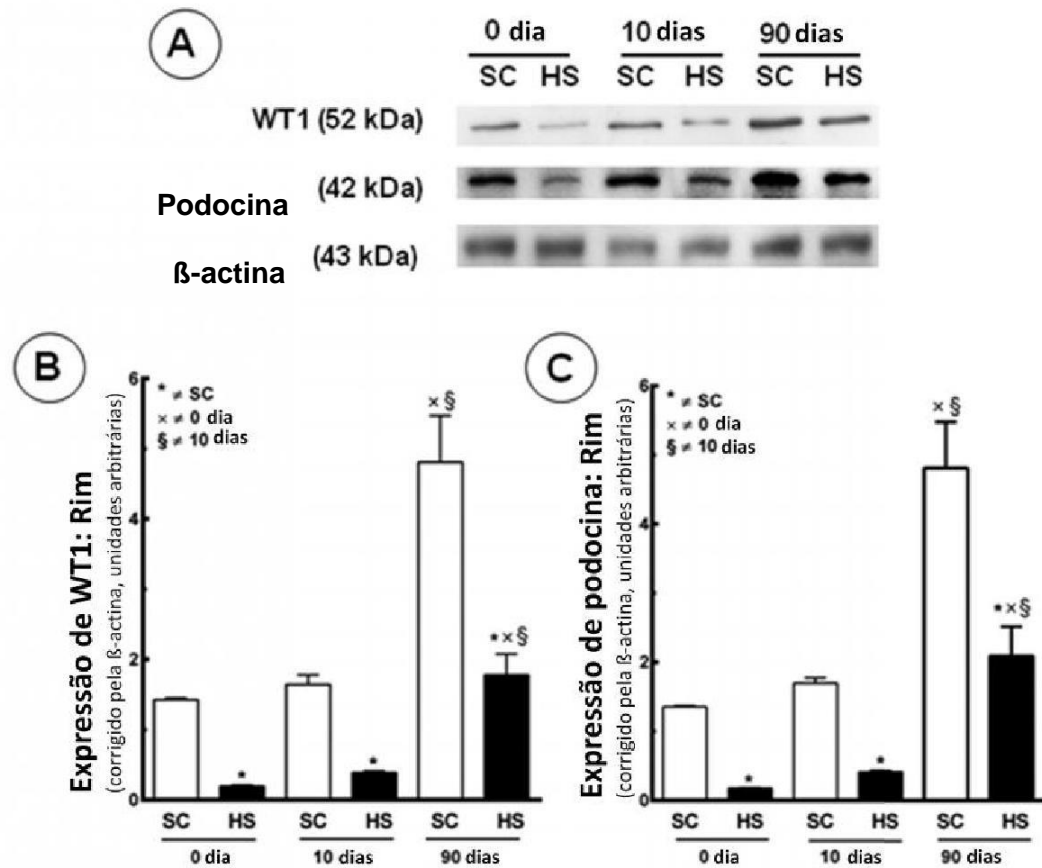 A
0 dia 10 dias 90 dias
SC HS SC HS SC HS
WT1 (52 kDa)
Podocina (42 kDa)
ß-actina (43 kDa)
B
Expressão de WT1: Rim
(corrigido pela ß-actina, unidades arbitrárias)
6
4
2
0
* ≠ SC
× ≠ 0 dia
§ ≠ 10 dias
*
*
× §
* × §
SC HS SC HS SC HS
0 dia 10 dias 90 dias
C
Expressão de podocina: Rim
(corrigido pela ß-actina, unidades arbitrárias)
6
4
2
0
* ≠ SC
× ≠ 0 dia
§ ≠ 10 dias
*
*
× §
* × §
SC HS SC HS SC HS
0 dia 10 dias 90 dias